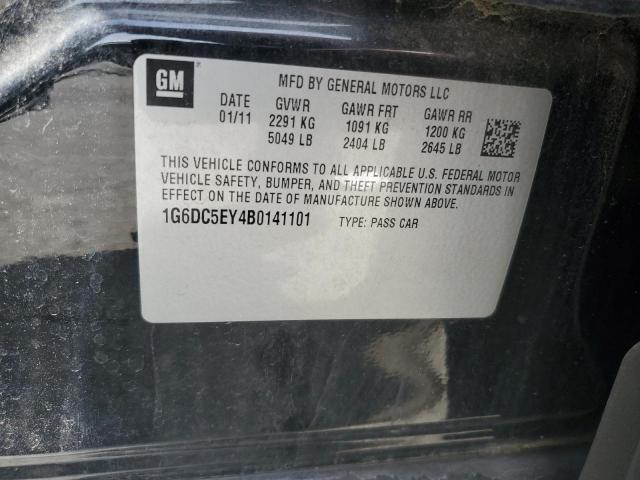 GM
MFD BY GENERAL MOTORS LLC
DATE GVWR GAWR FRT GAWR RR
01/11 2291 KG 1091 KG 1200 KG
5049 LB 2404 LB 2645 LB
THIS VEHICLE CONFORMS TO ALL APPLICABLE U.S. FEDERAL MOTOR
VEHICLE SAFETY, BUMPER, AND THEFT PREVENTION STANDARDS IN
EFFECT ON THE DATE OF MANUFACTURE SHOWN ABOVE.
1G6DC5EY4B0141101 TYPE: PASS CAR